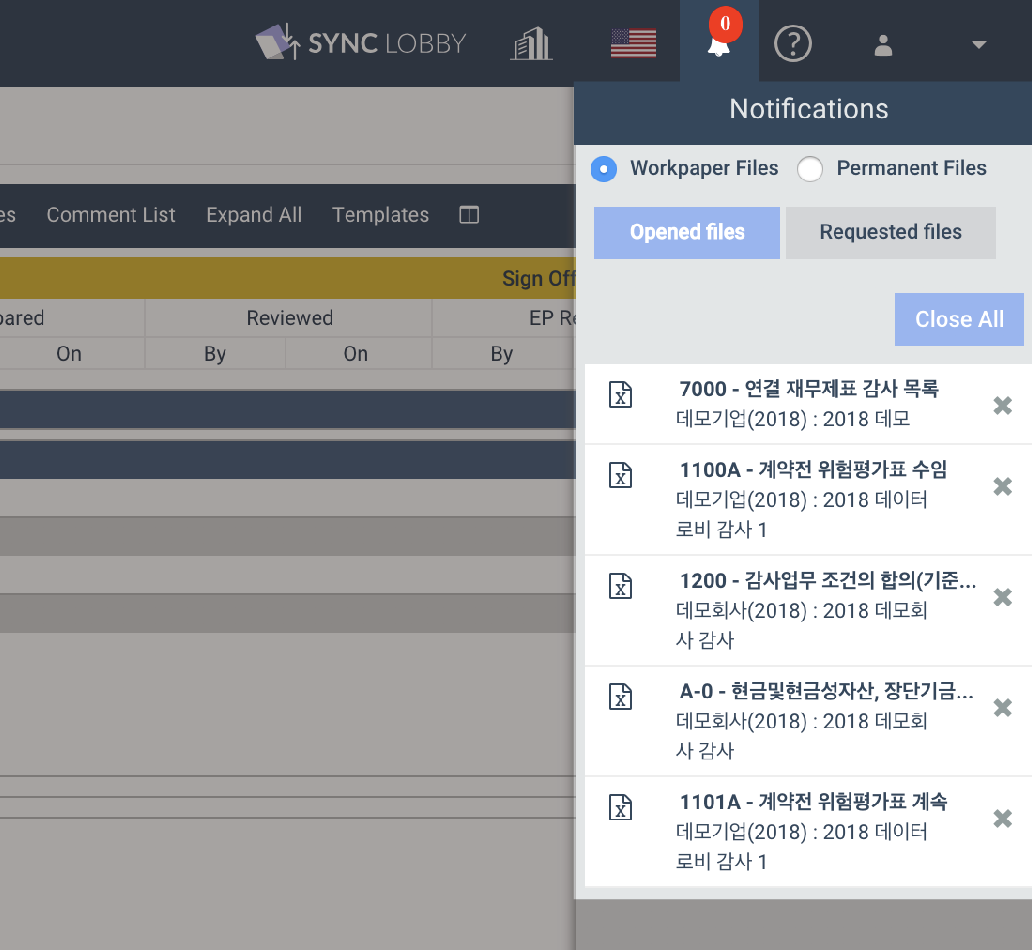 SYNC LOBBY
0
?
Notifications
Workpaper Files
Permanent Files
Comment List
Expand All
Templates
Opened files
Requested files
Sign Off
Reviewed
EP
On
By
On
By
Close All
7000 - 연결 재무제표 감사 목록
데모기업(2018) : 2018 데모
1100A - 계약전 위험평가표 수임
데모기업(2018) : 2018 데이터
로비 감사 1
1200 - 감사업무 조건의 합의(기준...
데모회사(2018) : 2018 데모회
사 감사
A-0 - 현금및현금성자산, 장단기금...
데모회사(2018) : 2018 데모회
사 감사
1101A - 계약전 위험평가표 계속
데모기업(2018) : 2018 데이터
로비 감사 1